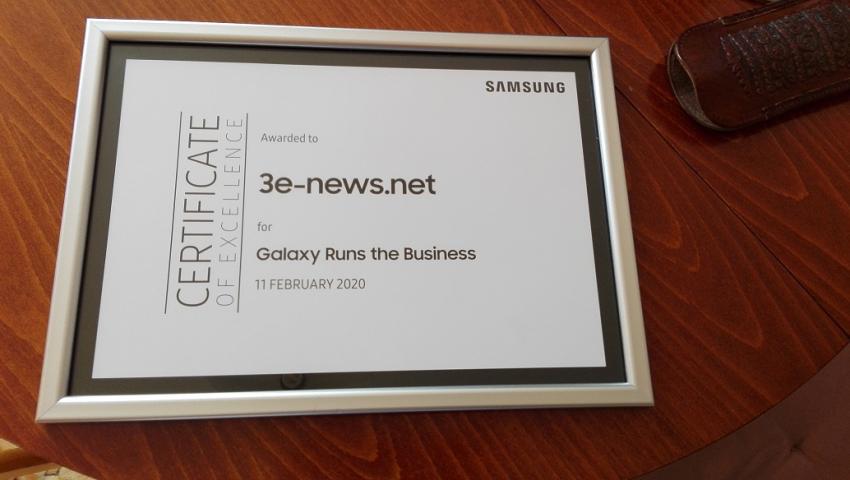 SAMSUNG
CERTIFICATE
OF EXCELLENCE
Awarded to
3e-news.net
for
Galaxy Runs the Business
11 FEBRUARY 2020